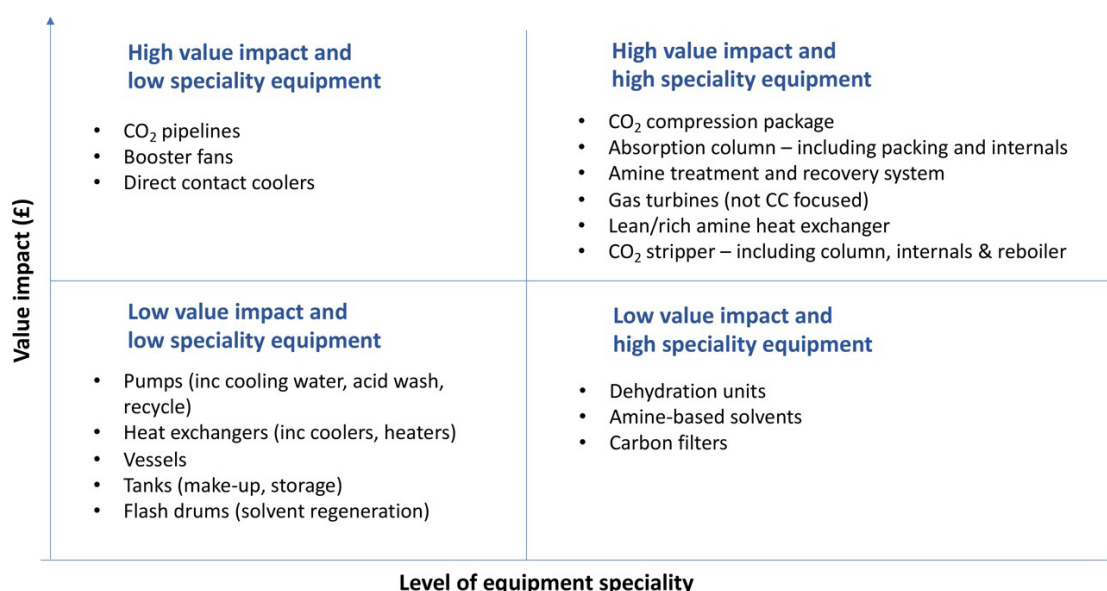 High value impact and
low speciality equipment
• CO₂ pipelines
• Booster fans
• Direct contact coolers
High value impact and
high speciality equipment
• CO₂ compression package
• Absorption column – including packing and internals
• Amine treatment and recovery system
• Gas turbines (not CC focused)
• Lean/rich amine heat exchanger
• CO₂ stripper – including column, internals & reboiler
Value impact (£)
Low value impact and
low speciality equipment
• Pumps (inc cooling water, acid wash,
recycle)
• Heat exchangers (inc coolers, heaters)
• Vessels
• Tanks (make-up, storage)
• Flash drums (solvent regeneration)
Low value impact and
high speciality equipment
• Dehydration units
• Amine-based solvents
• Carbon filters
Level of equipment speciality